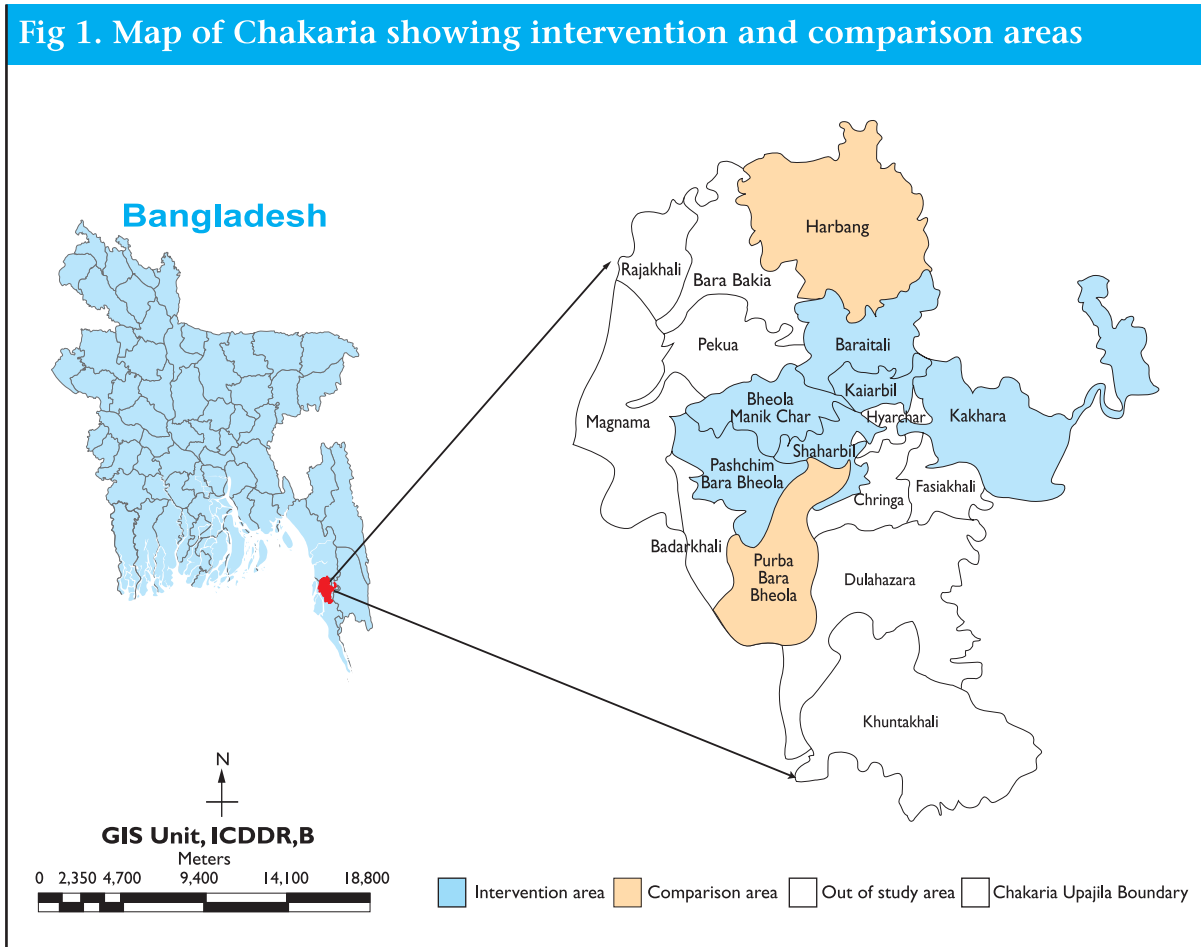 Fig 1. Map of Chakaria showing intervention and comparison areas
Bangladesh
Harbang
Rajakhali
Bara Bakia
Pekua
Baraitali
Kaiarbil
Bheola
Manik Char
Hyarchar
Kakhara
Magnama
Shaharbil
Pashchim
Bara Bheola
Fasiakhali
Chringa
Badarkhali
Purba
Bara
Bheola
Dulahazara
Khuntakhali
N
GIS Unit, ICDDR,B
Meters
0 2,350 4,700 9,400 14,100 18,800
Intervention area Comparison area Out of study area Chakaria Upajila Boundary